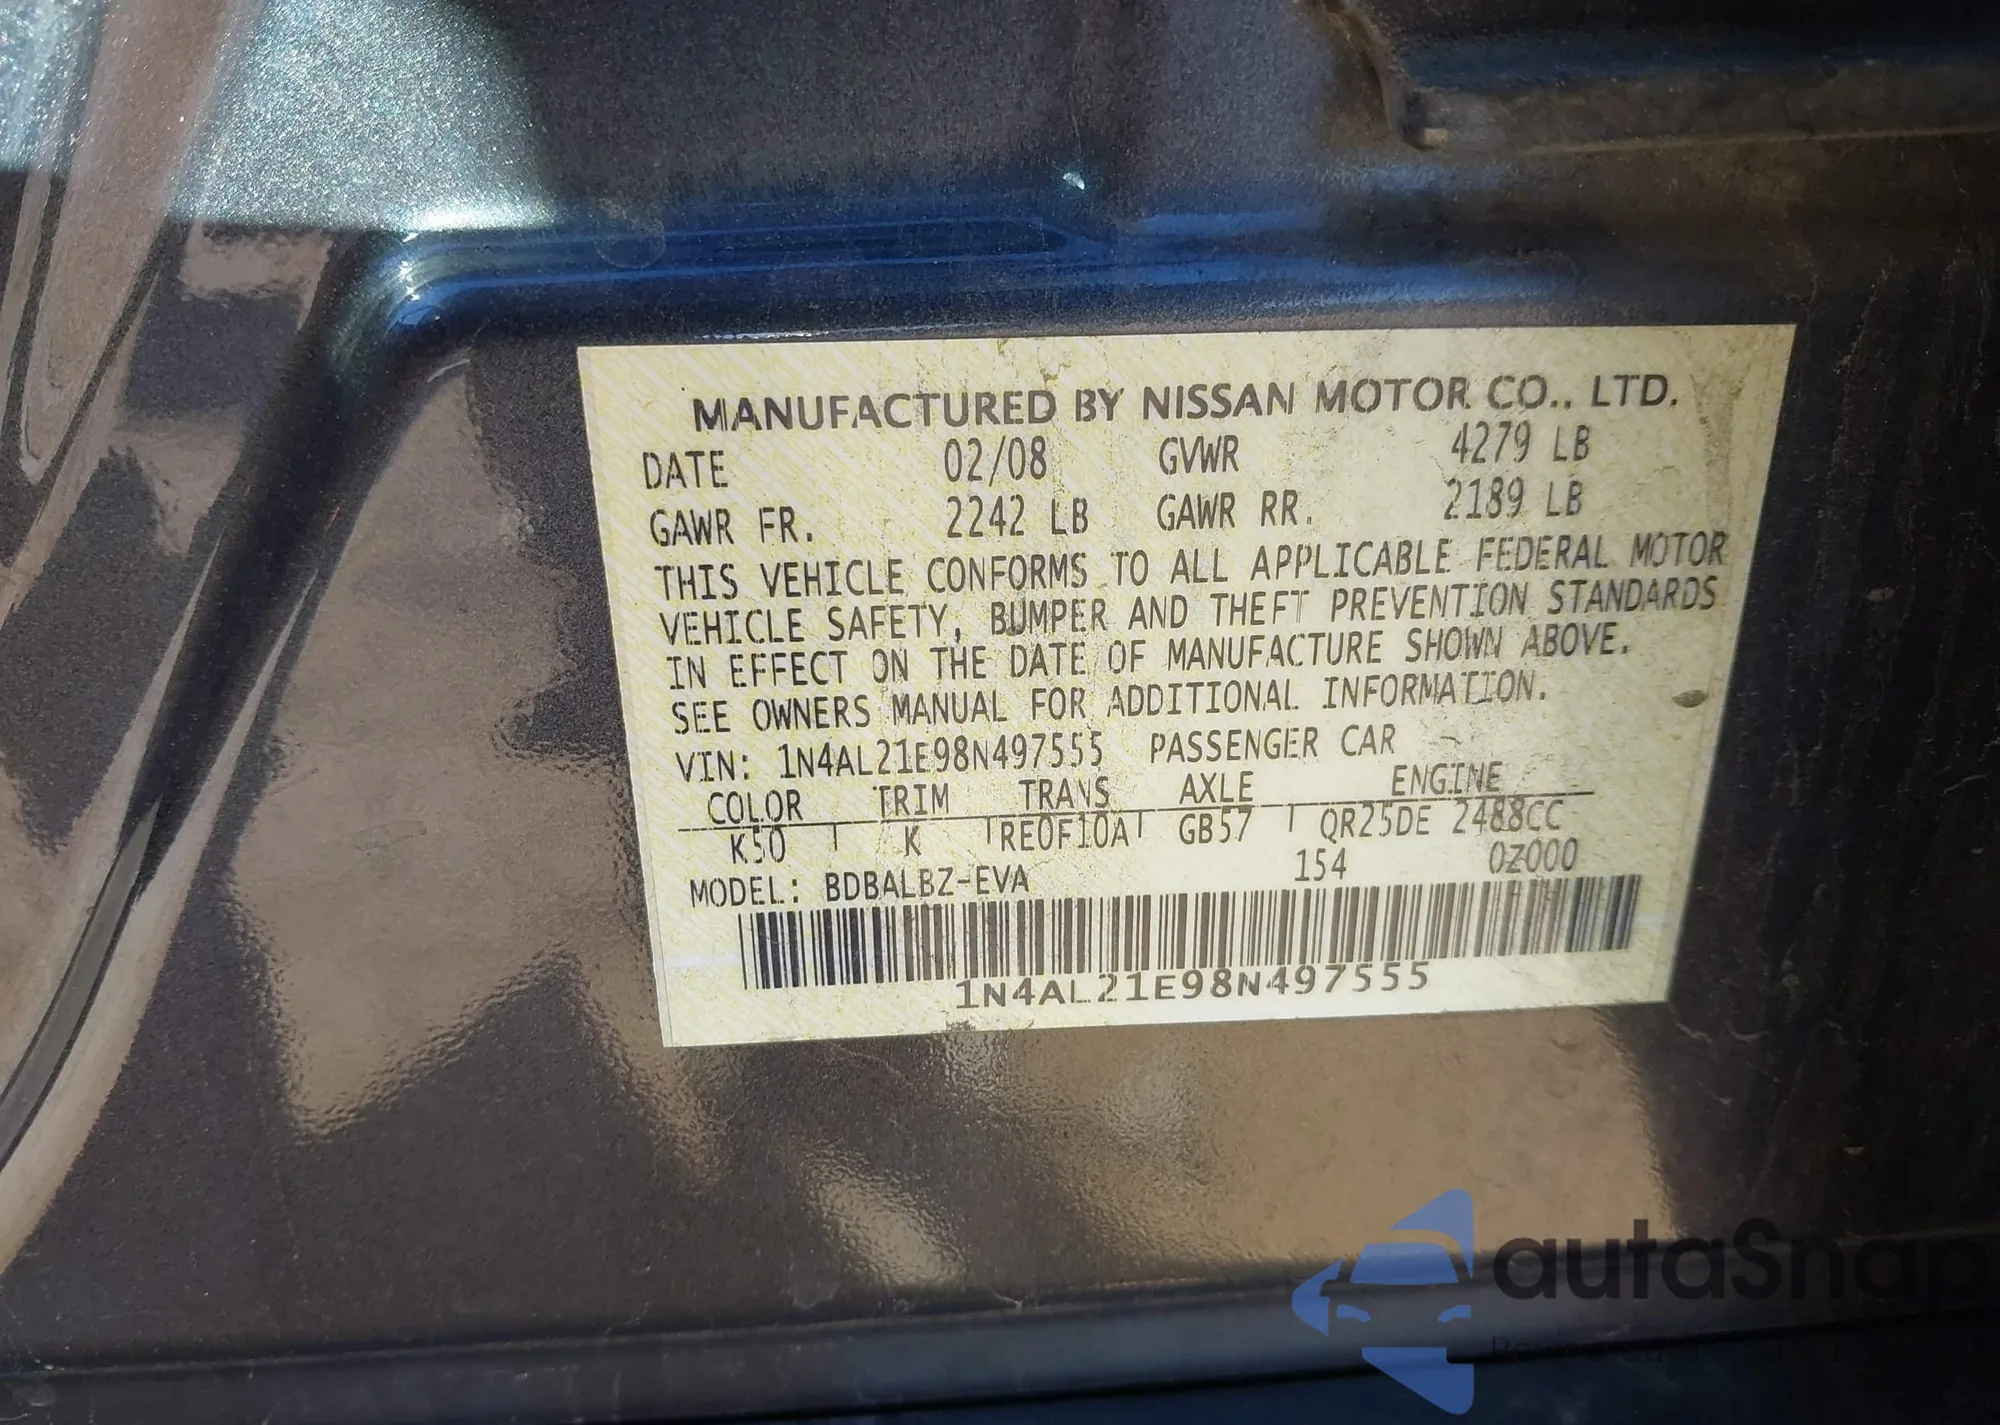 MANUFACTURED BY NISSAN MOTOR CO., LTD.
DATE 02/08 GVWR 4279 LB
GAWR FR. 2242 LB GAWR RR. 2189 LB
THIS VEHICLE CONFORMS TO ALL APPLICABLE FEDERAL MOTOR
VEHICLE SAFETY, BUMPER AND THEFT PREVENTION STANDARDS
IN EFFECT ON THE DATE OF MANUFACTURE SHOWN ABOVE.
SEE OWNERS MANUAL FOR ADDITIONAL INFORMATION.
VIN: 1N4AL21E98N497555 PASSENGER CAR
COLOR TRIM TRANS AXLE ENGINE
K50 K RE0F10A GB57 QR25DE 2488CC
154 0Z000
MODEL: BDBALBZ-EVA
1N4AL21E98N497555
autaSnap